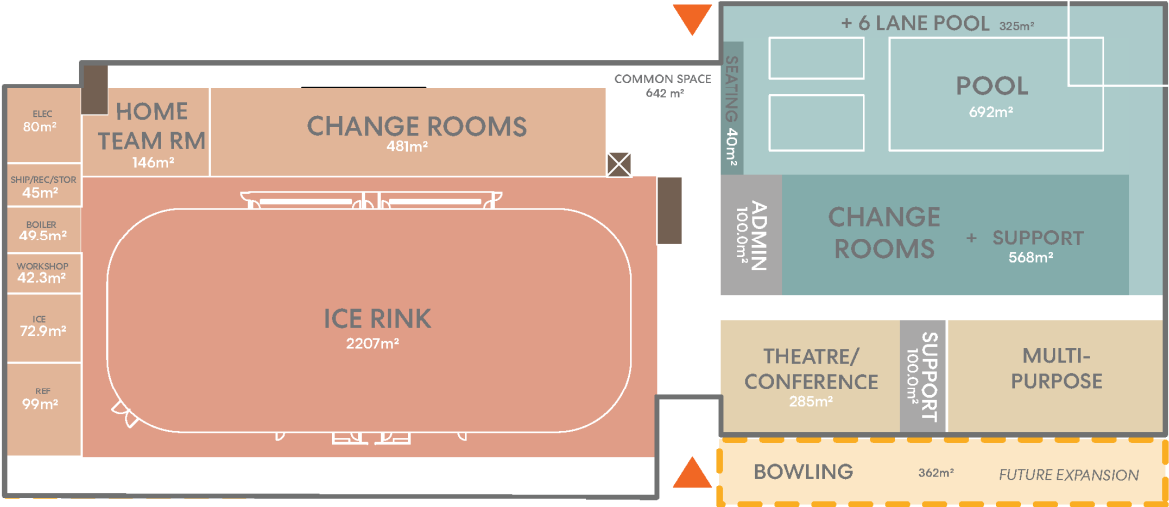 + 6 LANE POOL 325m²
COMMON SPACE
642 m²
SEATING 40m²
POOL
692m²
ELEC
80m²
HOME
TEAM RM
146m²
CHANGE ROOMS
481m²
SHIP/REC/STOR
45m²
BOILER
49.5m²
WORKSHOP
42.3m²
ICE
72.9m²
REF
99m²
ICE RINK
2207m²
ADMIN
100.0m²
CHANGE
ROOMS
+ SUPPORT
568m²
THEATRE/
CONFERENCE
285m²
SUPPORT
100.0m²
MULTI-
PURPOSE
BOWLING 362m² FUTURE EXPANSION